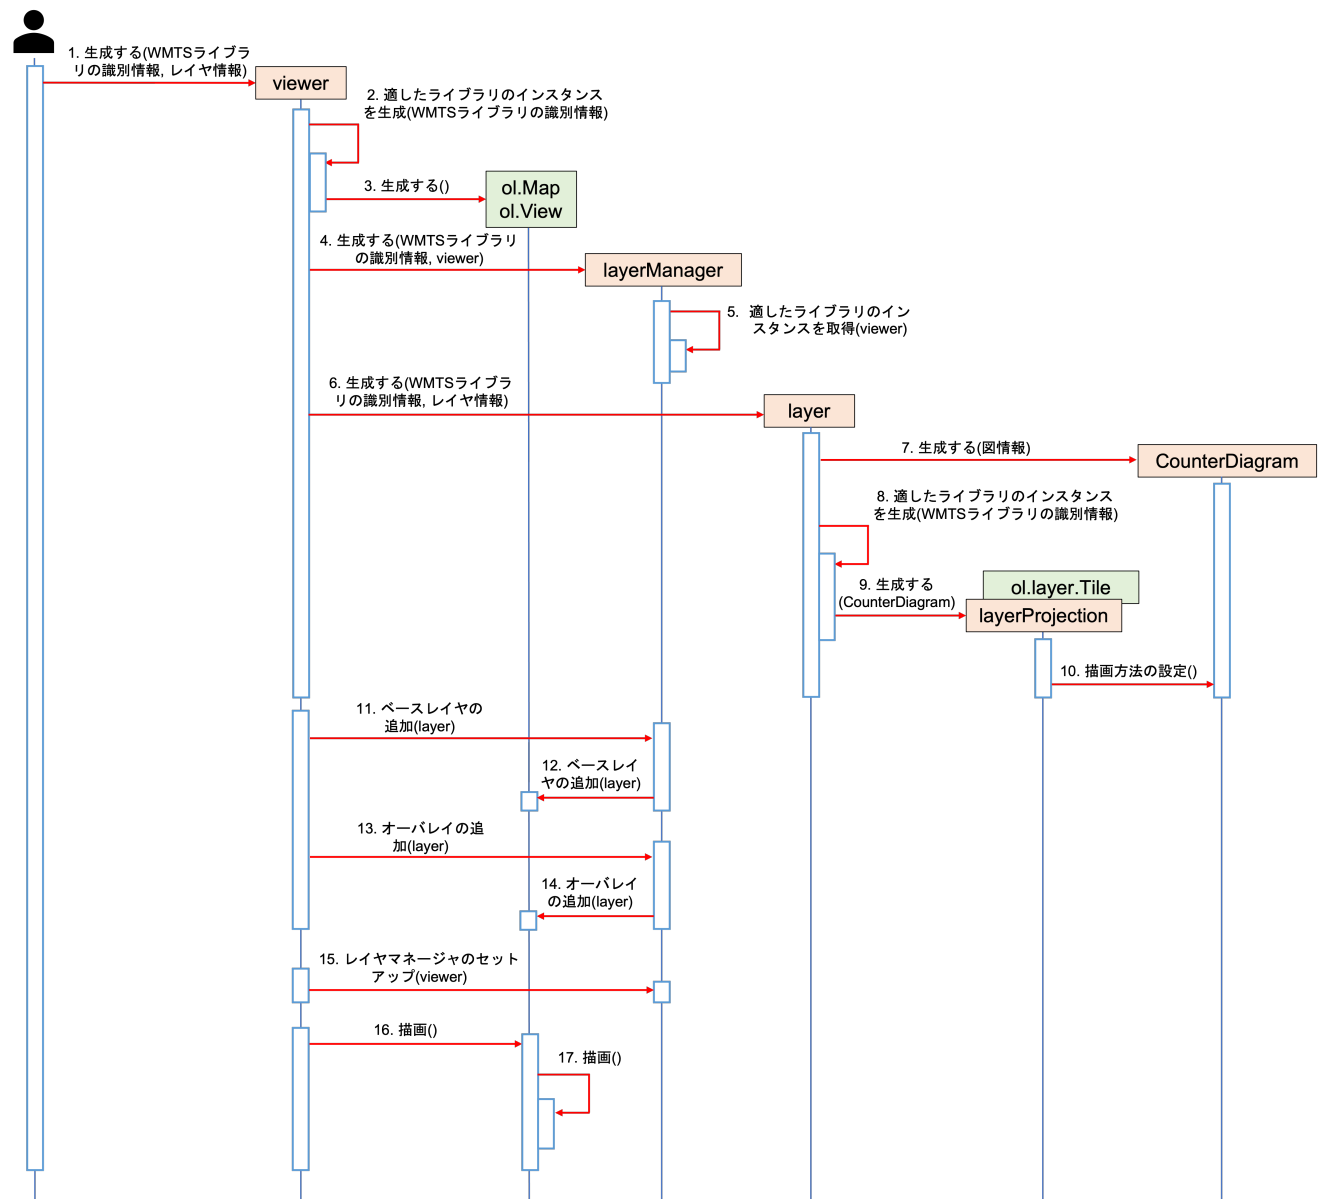 1. 生成する(WMTSライブラ
リの識別情報, レイヤ情報)
viewer
2. 適したライブラリのインスタンス
を生成(WMTSライブラリの識別情報)
3. 生成する()
ol.Map
ol.View
4. 生成する(WMTSライブラリ
の識別情報, viewer)
layerManager
5. 適したライブラリのイン
スタンスを取得(viewer)
6. 生成する(WMTSライブラ
リの識別情報, レイヤ情報)
layer
7. 生成する(図情報)
CounterDiagram
8. 適したライブラリのインスタンス
を生成(WMTSライブラリの識別情報)
9. 生成する
(CounterDiagram)
ol.layer.Tile
layerProjection
10. 描画方法の設定()
11. ベースレイヤの
追加(layer)
12. ベースレイ
ヤの追加(layer)
13. オーバレイの追
加(layer)
14. オーバレイ
の追加(layer)
15. レイヤマネージャのセット
アップ(viewer)
16. 描画()
17. 描画()